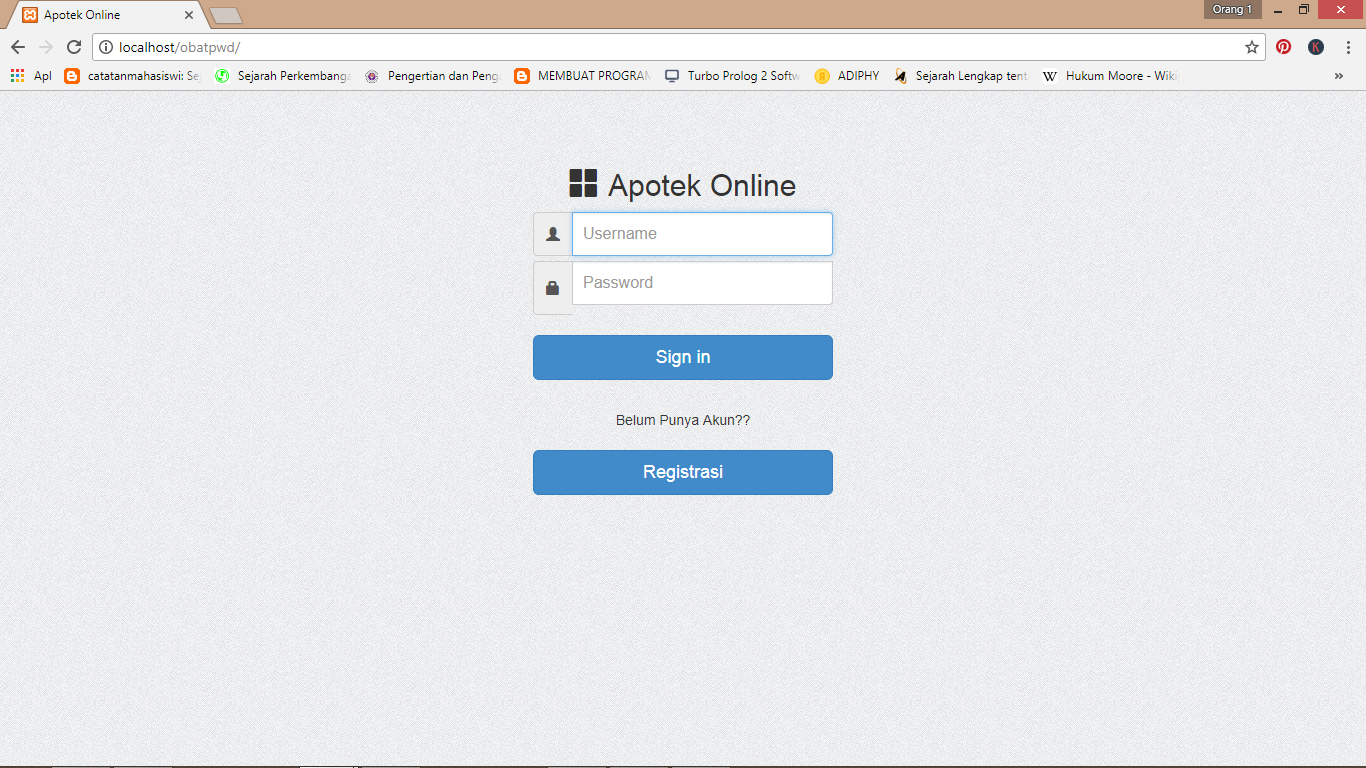 Apotek Online
Orang 1
localhost/obatpwd/
Apl
catatanmahasiswi: Se
Sejarah Perkembanga
Pengertian dan Peng
MEMBUAT PROGRAM
Turbo Prolog 2 Softw
ADIPHY
Sejarah Lengkap tent
Hukum Moore - Wiki
Apotek Online
Username
Password
Sign in
Belum Punya Akun??
Registrasi